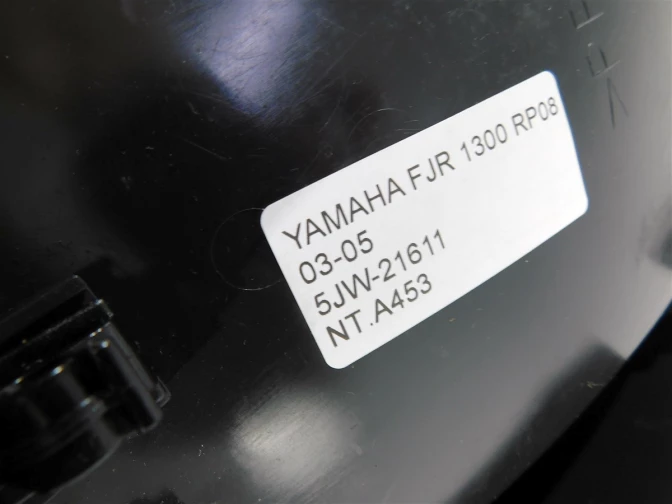 YAMAHA FJR 1300 RP08
03-05
5JW-21611
NT.A453